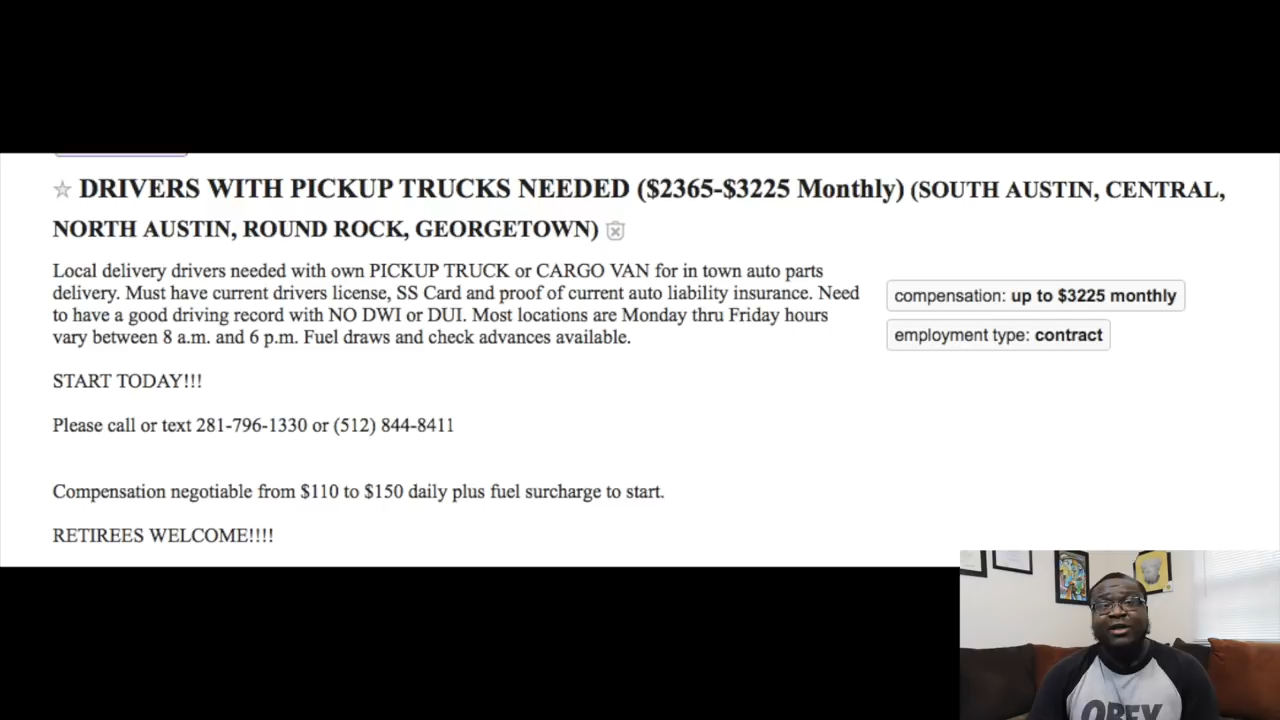 DRIVERS WITH PICKUP TRUCKS NEEDED ($2365-$3225 Monthly) (SOUTH AUSTIN, CENTRAL,
NORTH AUSTIN, ROUND ROCK, GEORGETOWN)
Local delivery drivers needed with own PICKUP TRUCK or CARGO VAN for in town auto parts
delivery. Must have current drivers license, SS Card and proof of current auto liability insurance. Need
to have a good driving record with NO DWI or DUI. Most locations are Monday thru Friday hours
vary between 8 a.m. and 6 p.m. Fuel draws and check advances available.
compensation: up to $3225 monthly
employment type: contract
START TODAY!!!
Please call or text 281-796-1330 or (512) 844-8411
Compensation negotiable from $110 to $150 daily plus fuel surcharge to start.
RETIREES WELCOME!!!!
OBEY